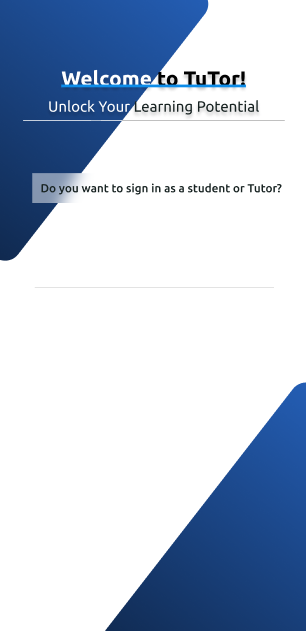 Welcome to TuTor!
Unlock Your Learning Potential
Do you want to sign in as a student or Tutor?